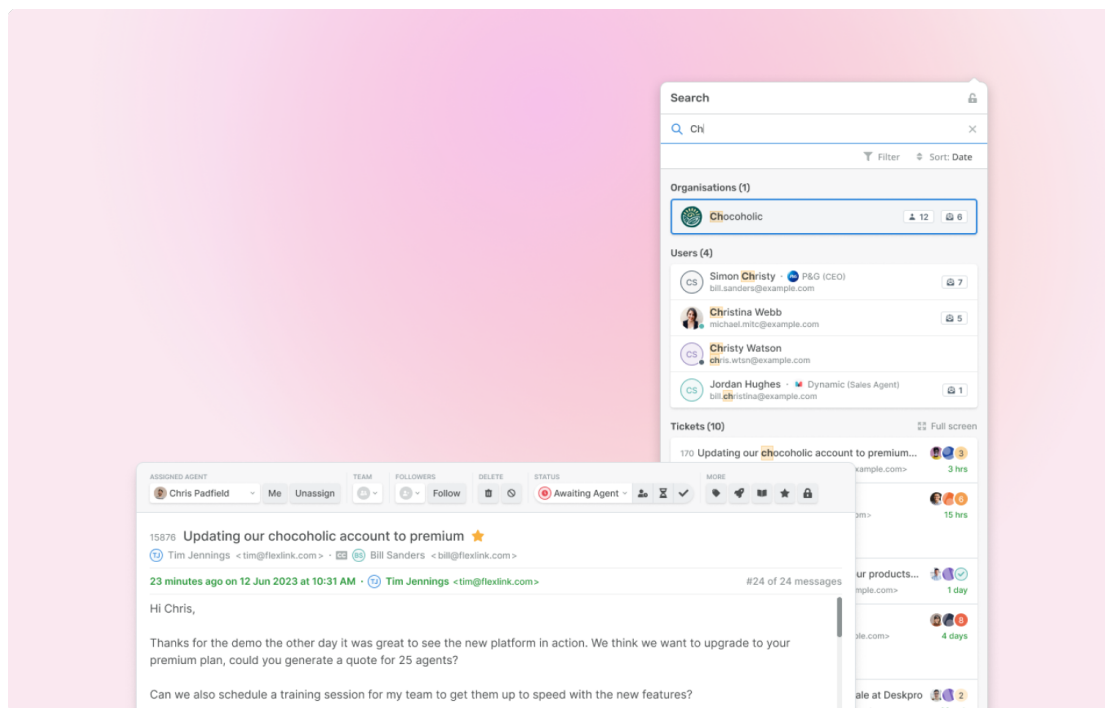 Search
Ch
Filter Sort: Date
Organisations (1)
Chocoholic 12 6
Users (4)
CS Simon Christy · P&G (CEO) 7
bill.sanders@example.com
Christina Webb 5
michael.mitc@example.com
CS Christy Watson
chris.wtsn@example.com
CS Jordan Hughes · Dynamic (Sales Agent) 1
bill.christina@example.com
Tickets (10) Full screen
170 Updating our chocoholic account to premium... 3
example.com> 3 hrs
6
om> 15 hrs
ur products...
mple.com> 1 day
8
ple.com> 4 days
ale at Deskpro 2
ASSIGNED AGENT TEAM FOLLOWERS DELETE STATUS MORE
Chris Padfield Me Unassign Follow Awaiting Agent
15876 Updating our chocoholic account to premium
TJ Tim Jennings <tim@flexlink.com> · CC BS Bill Sanders <bill@flexlink.com>
23 minutes ago on 12 Jun 2023 at 10:31 AM · TJ Tim Jennings <tim@flexlink.com> #24 of 24 messages
Hi Chris,
Thanks for the demo the other day it was great to see the new platform in action. We think we want to upgrade to your
premium plan, could you generate a quote for 25 agents?
Can we also schedule a training session for my team to get them up to speed with the new features?